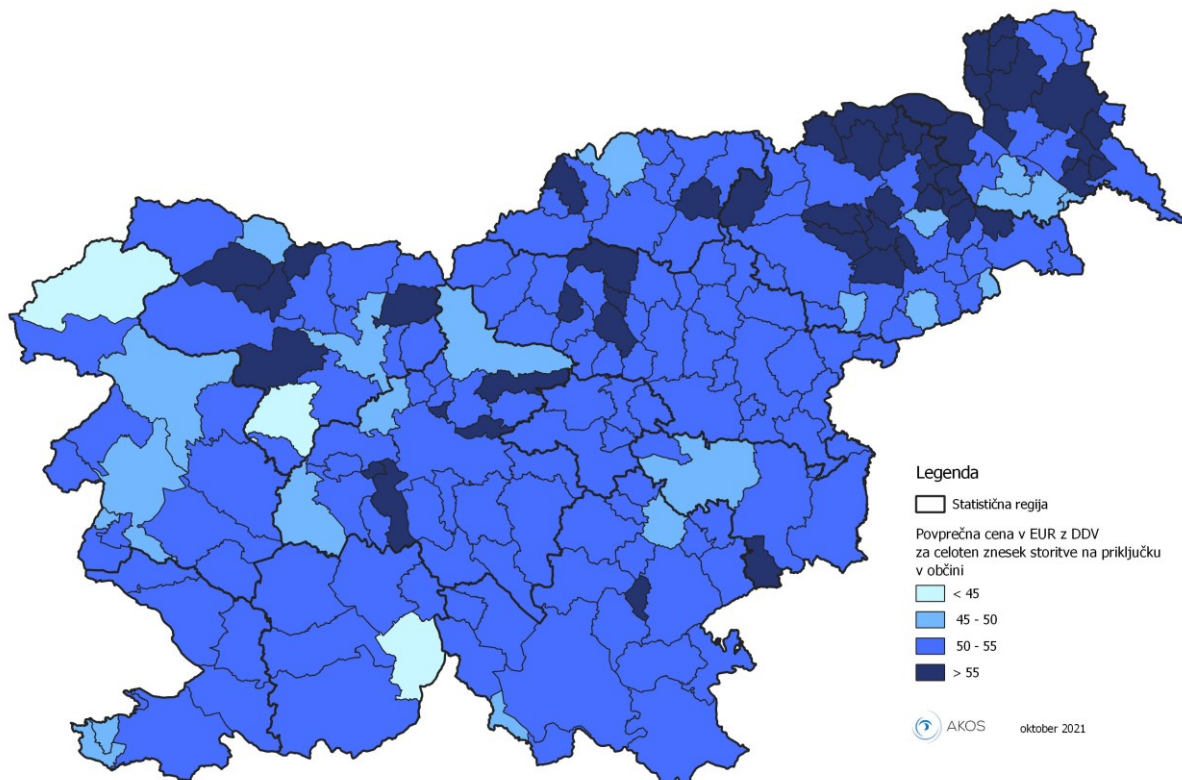 Legenda
Statistična regija
Povprečna cena v EUR z DDV
za celoten znesek storitve na priključku
v občini
< 45
45 - 50
50 - 55
> 55
AKOS oktober 2021